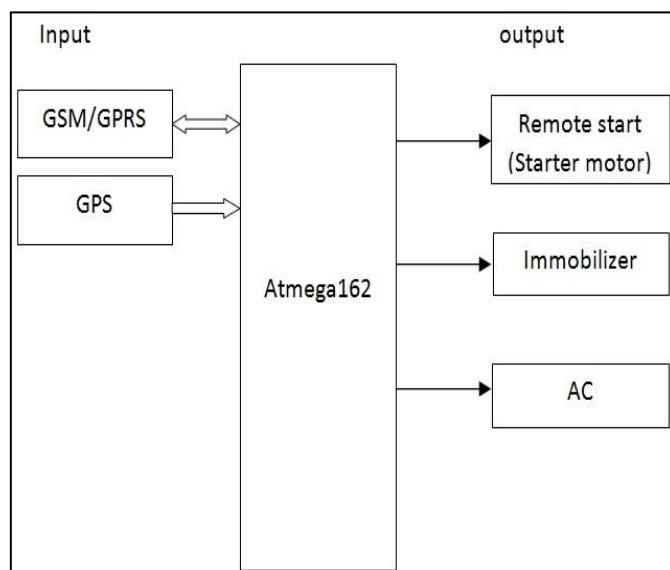 Input
output
GSM/GPRS
GPS
Atmega162
Remote start
(Starter motor)
Immobilizer
AC